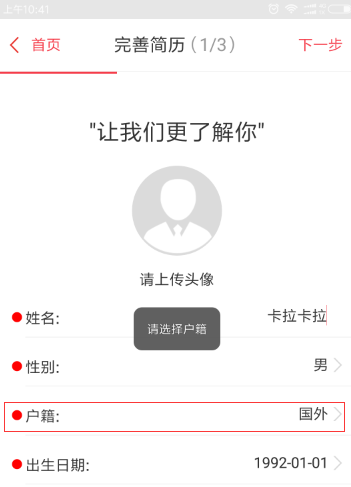 上午10:41
首页 完善简历(1/3) 下一步
"让我们更了解你"
请上传头像
姓名: 卡拉卡拉
请选择户籍
性别: 男
户籍: 国外
出生日期: 1992-01-01